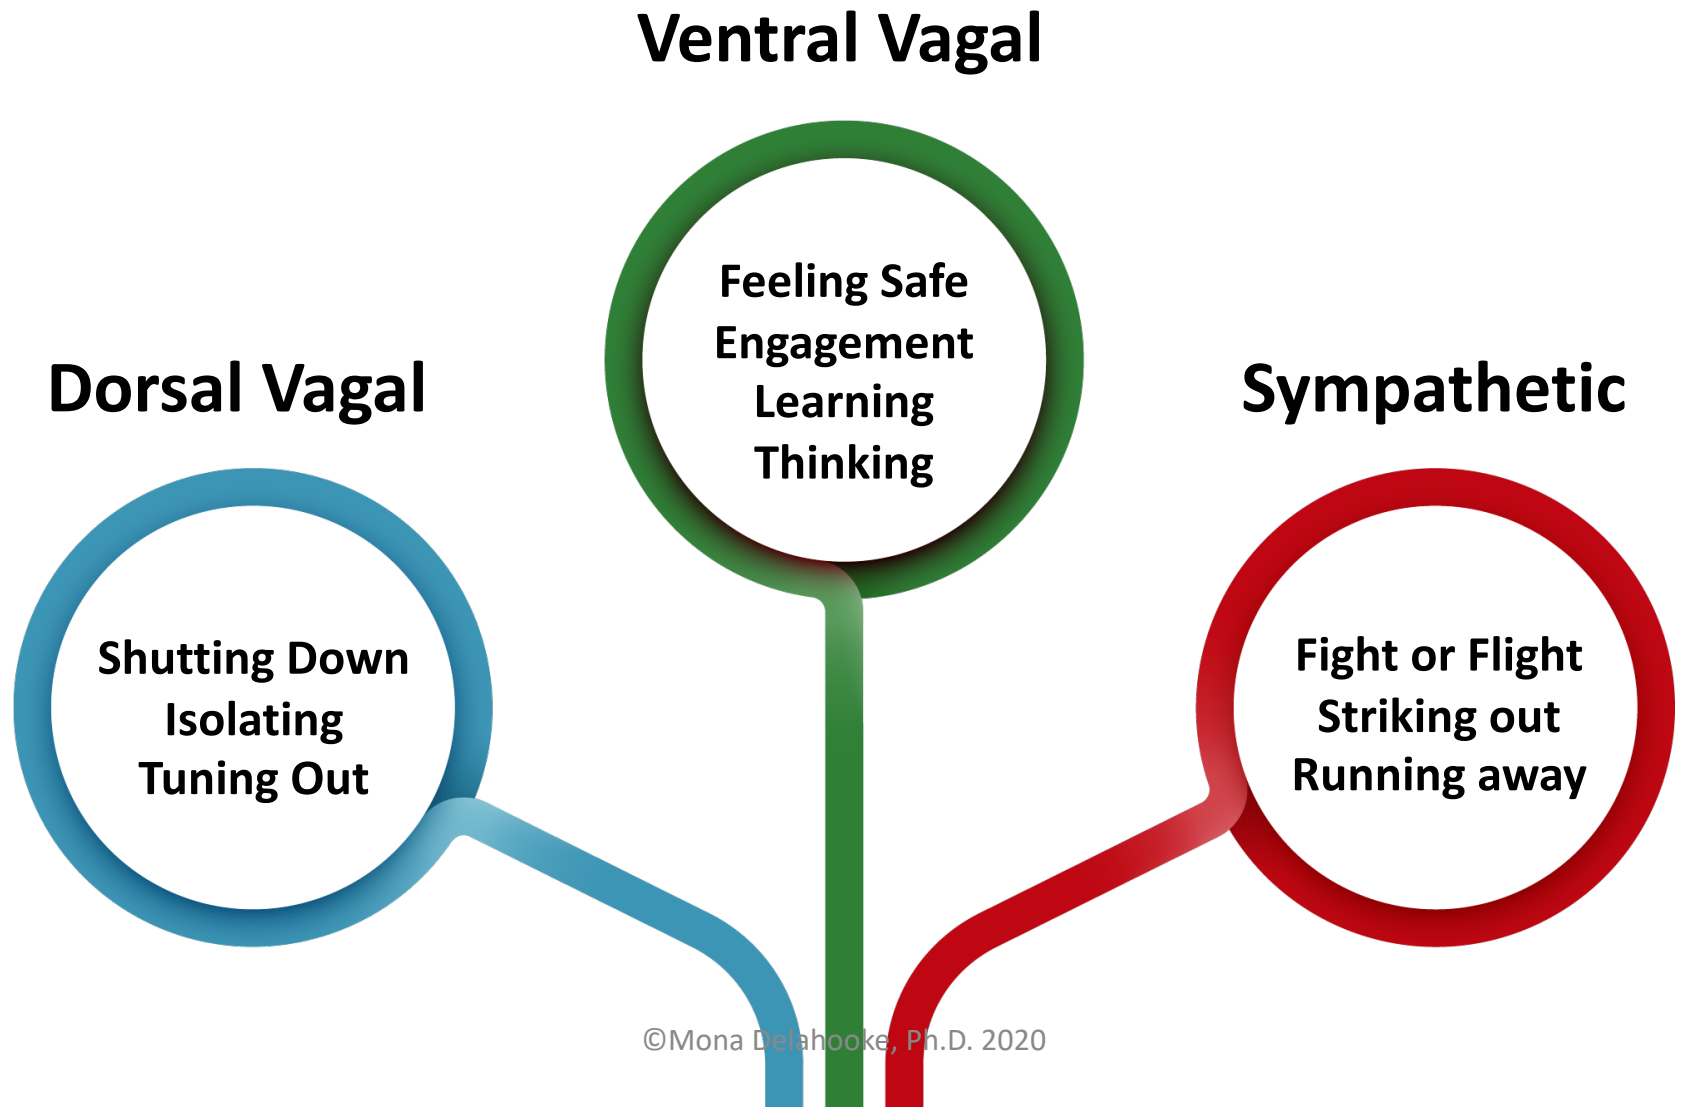 Ventral Vagal
Feeling Safe
Engagement
Learning
Thinking
Dorsal Vagal
Shutting Down
Isolating
Tuning Out
Sympathetic
Fight or Flight
Striking out
Running away
©Mona Delahooke, Ph.D. 2020